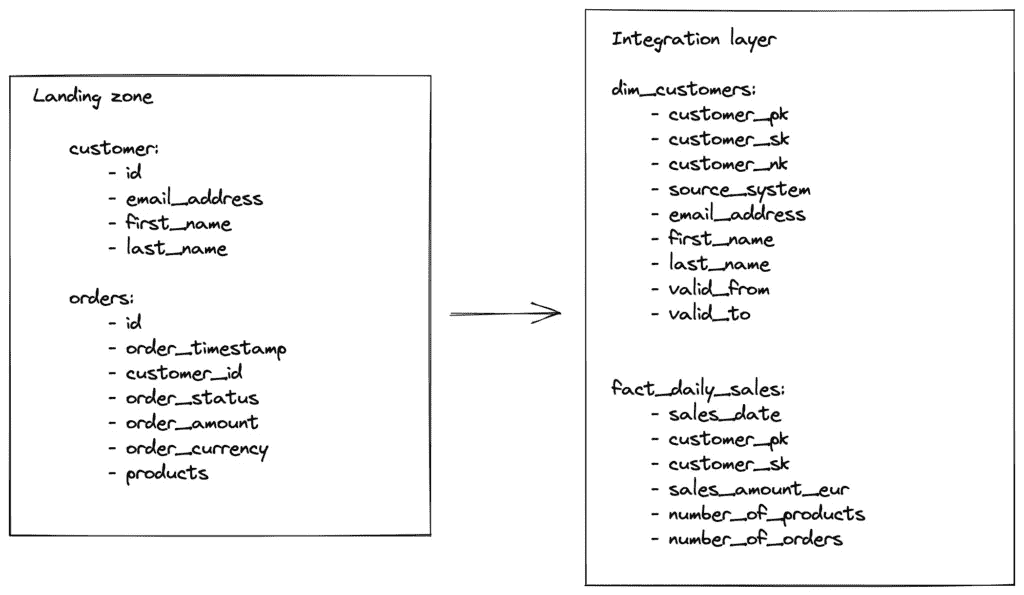 Landing zone
customer:
- id
- email_address
- first_name
- last_name
orders:
- id
- order_timestamp
- customer_id
- order_status
- order_amount
- order_currency
- products
Integration layer
dim_customers:
- customer_pk
- customer_sk
- customer_nk
- source_system
- email_address
- first_name
- last_name
- valid_from
- valid_to
fact_daily_sales:
- sales_date
- customer_pk
- customer_sk
- sales_amount_eur
- number_of_products
- number_of_orders